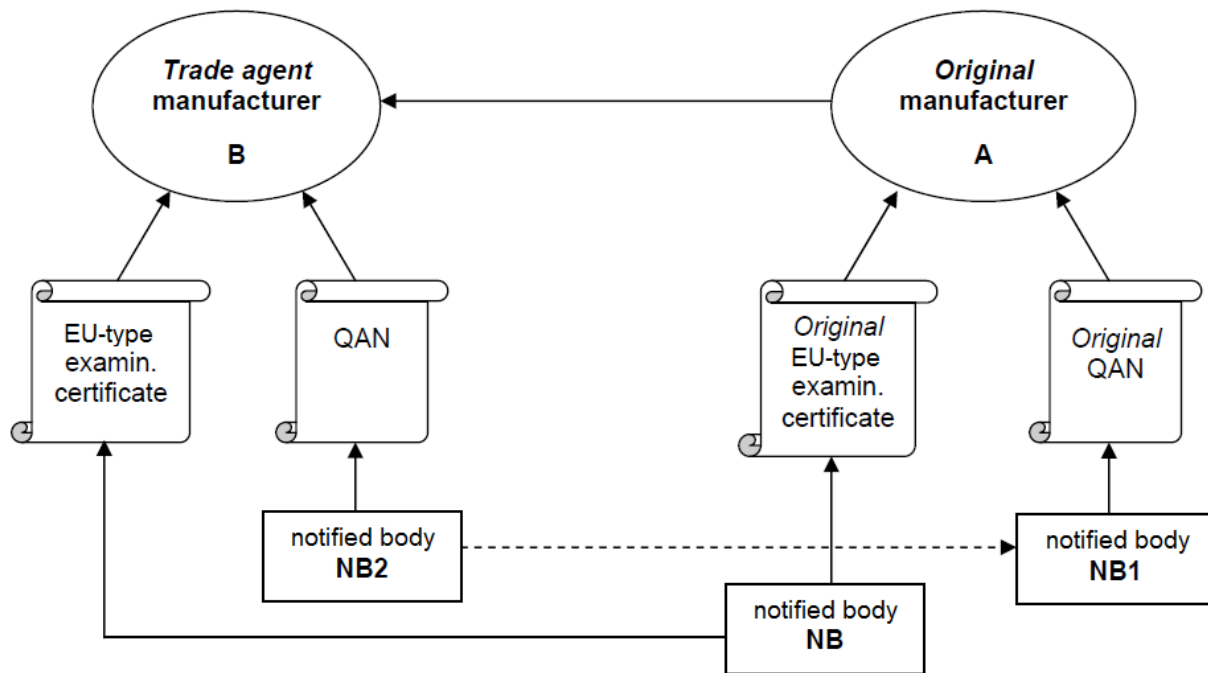 Trade agent
manufacturer
B
Original
manufacturer
A
EU-type
examin.
certificate
QAN
Original
EU-type
examin.
certificate
Original
QAN
notified body
NB2
notified body
NB
notified body
NB1